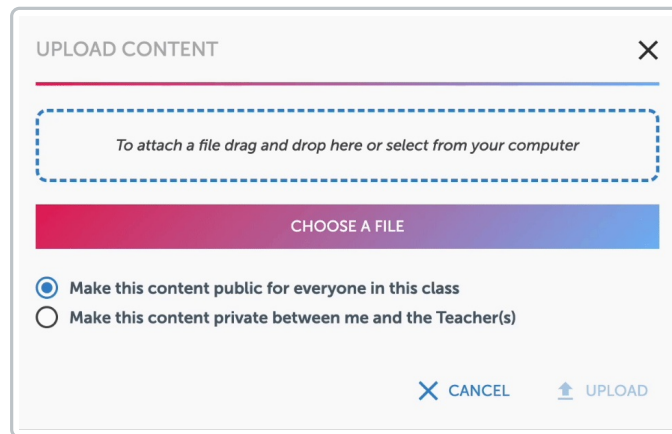 UPLOAD CONTENT
To attach a file drag and drop here or select from your computer
CHOOSE A FILE
Make this content public for everyone in this class
Make this content private between me and the Teacher(s)
CANCEL UPLOAD